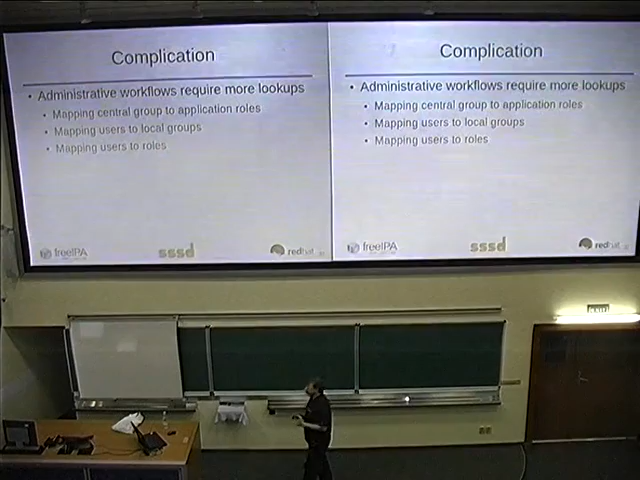 Complication
• Administrative workflows require more lookups
• Mapping central group to application roles
• Mapping users to local groups
• Mapping users to roles
freeIPA
sssd
redhat
Complication
• Administrative workflows require more lookups
• Mapping central group to application roles
• Mapping users to local groups
• Mapping users to roles
freeIPA
sssd
redhat